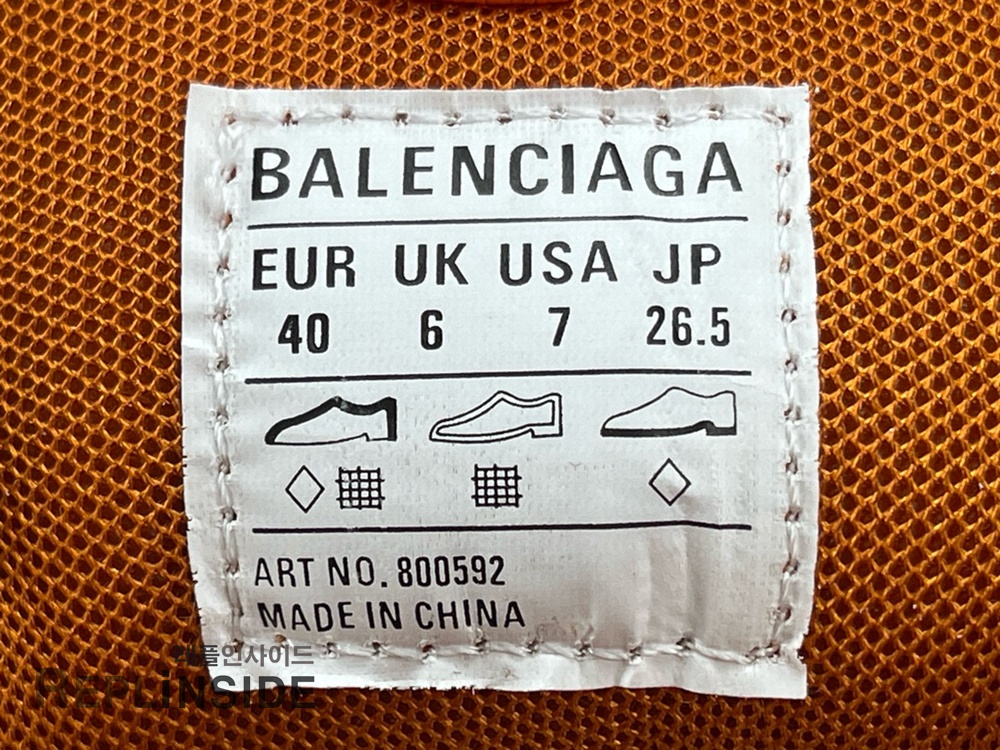 BALENCIAGA
EUR UK USA JP
40 6 7 26.5
ART NO. 800592
MADE IN CHINA
레플인사이드
REPLINSIDE